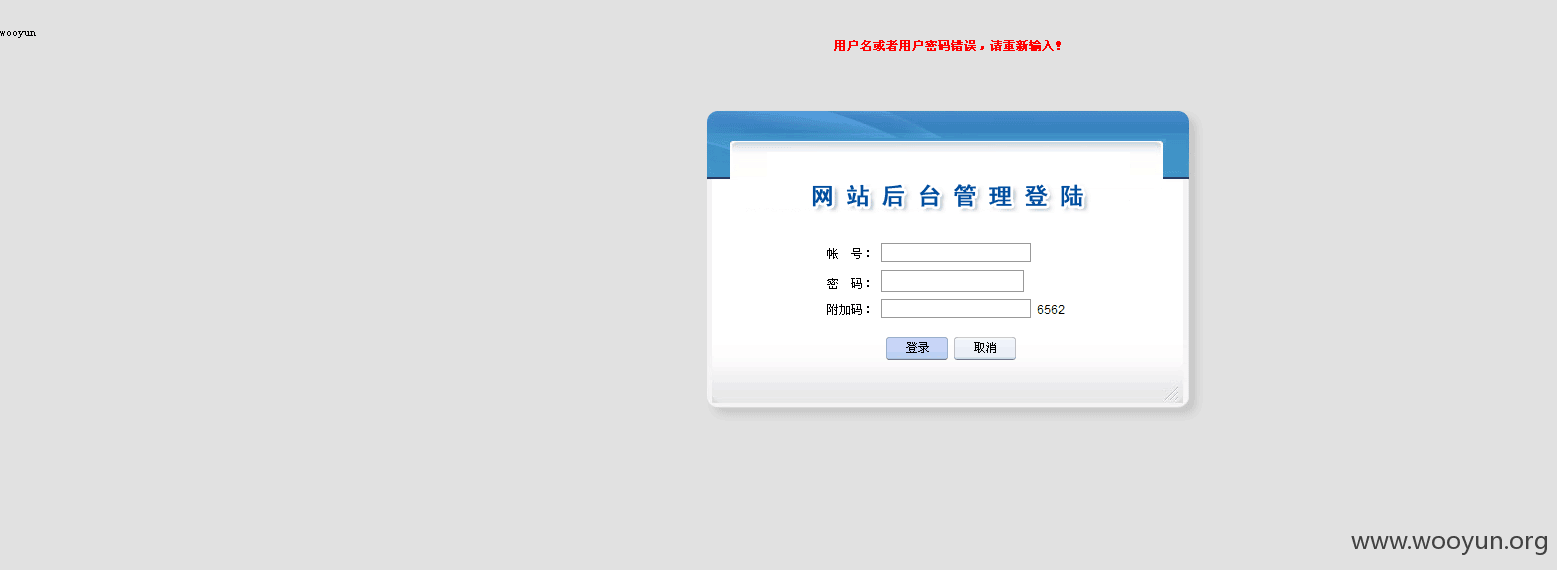 wooyun
用户名或者用户密码错误，请重新输入！
网站后台管理登陆
帐 号：
密 码：
附加码： 6562
登录 取消
www.wooyun.org